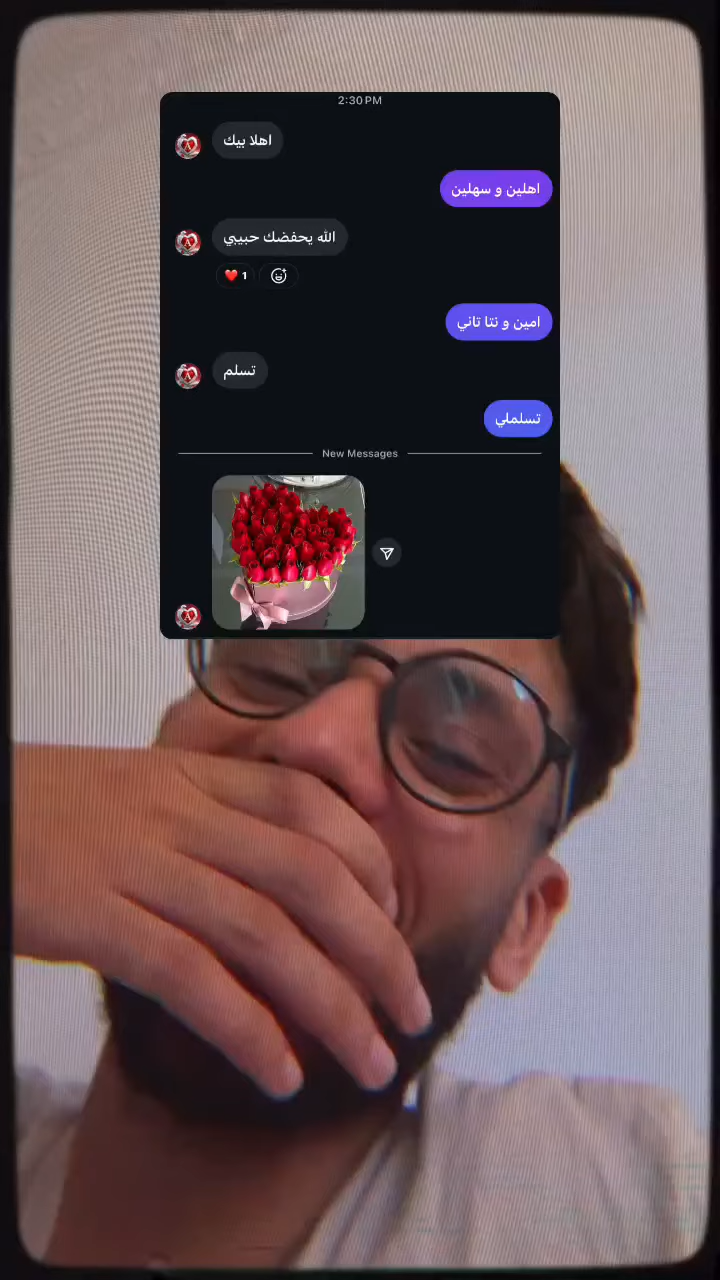 2:30 PM
اهلا بيك
اهلين و سهلين
الله يحفضك حبيبي
❤️ 1
امين و نتا تاني
تسلم
تسلملي
New Messages
A